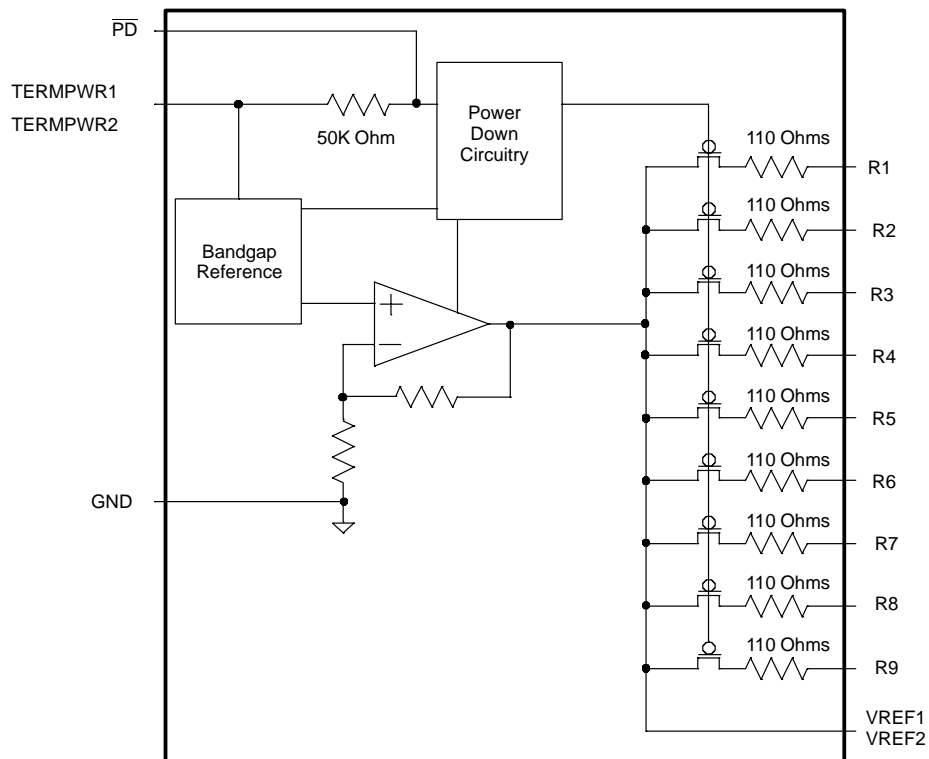 PD
TERMPWR1
TERMPWR2
50K Ohm
Power
Down
Circuitry
Bandgap
Reference
+
−
GND
110 Ohms
R1
110 Ohms
R2
110 Ohms
R3
110 Ohms
R4
110 Ohms
R5
110 Ohms
R6
110 Ohms
R7
110 Ohms
R8
110 Ohms
R9
VREF1
VREF2